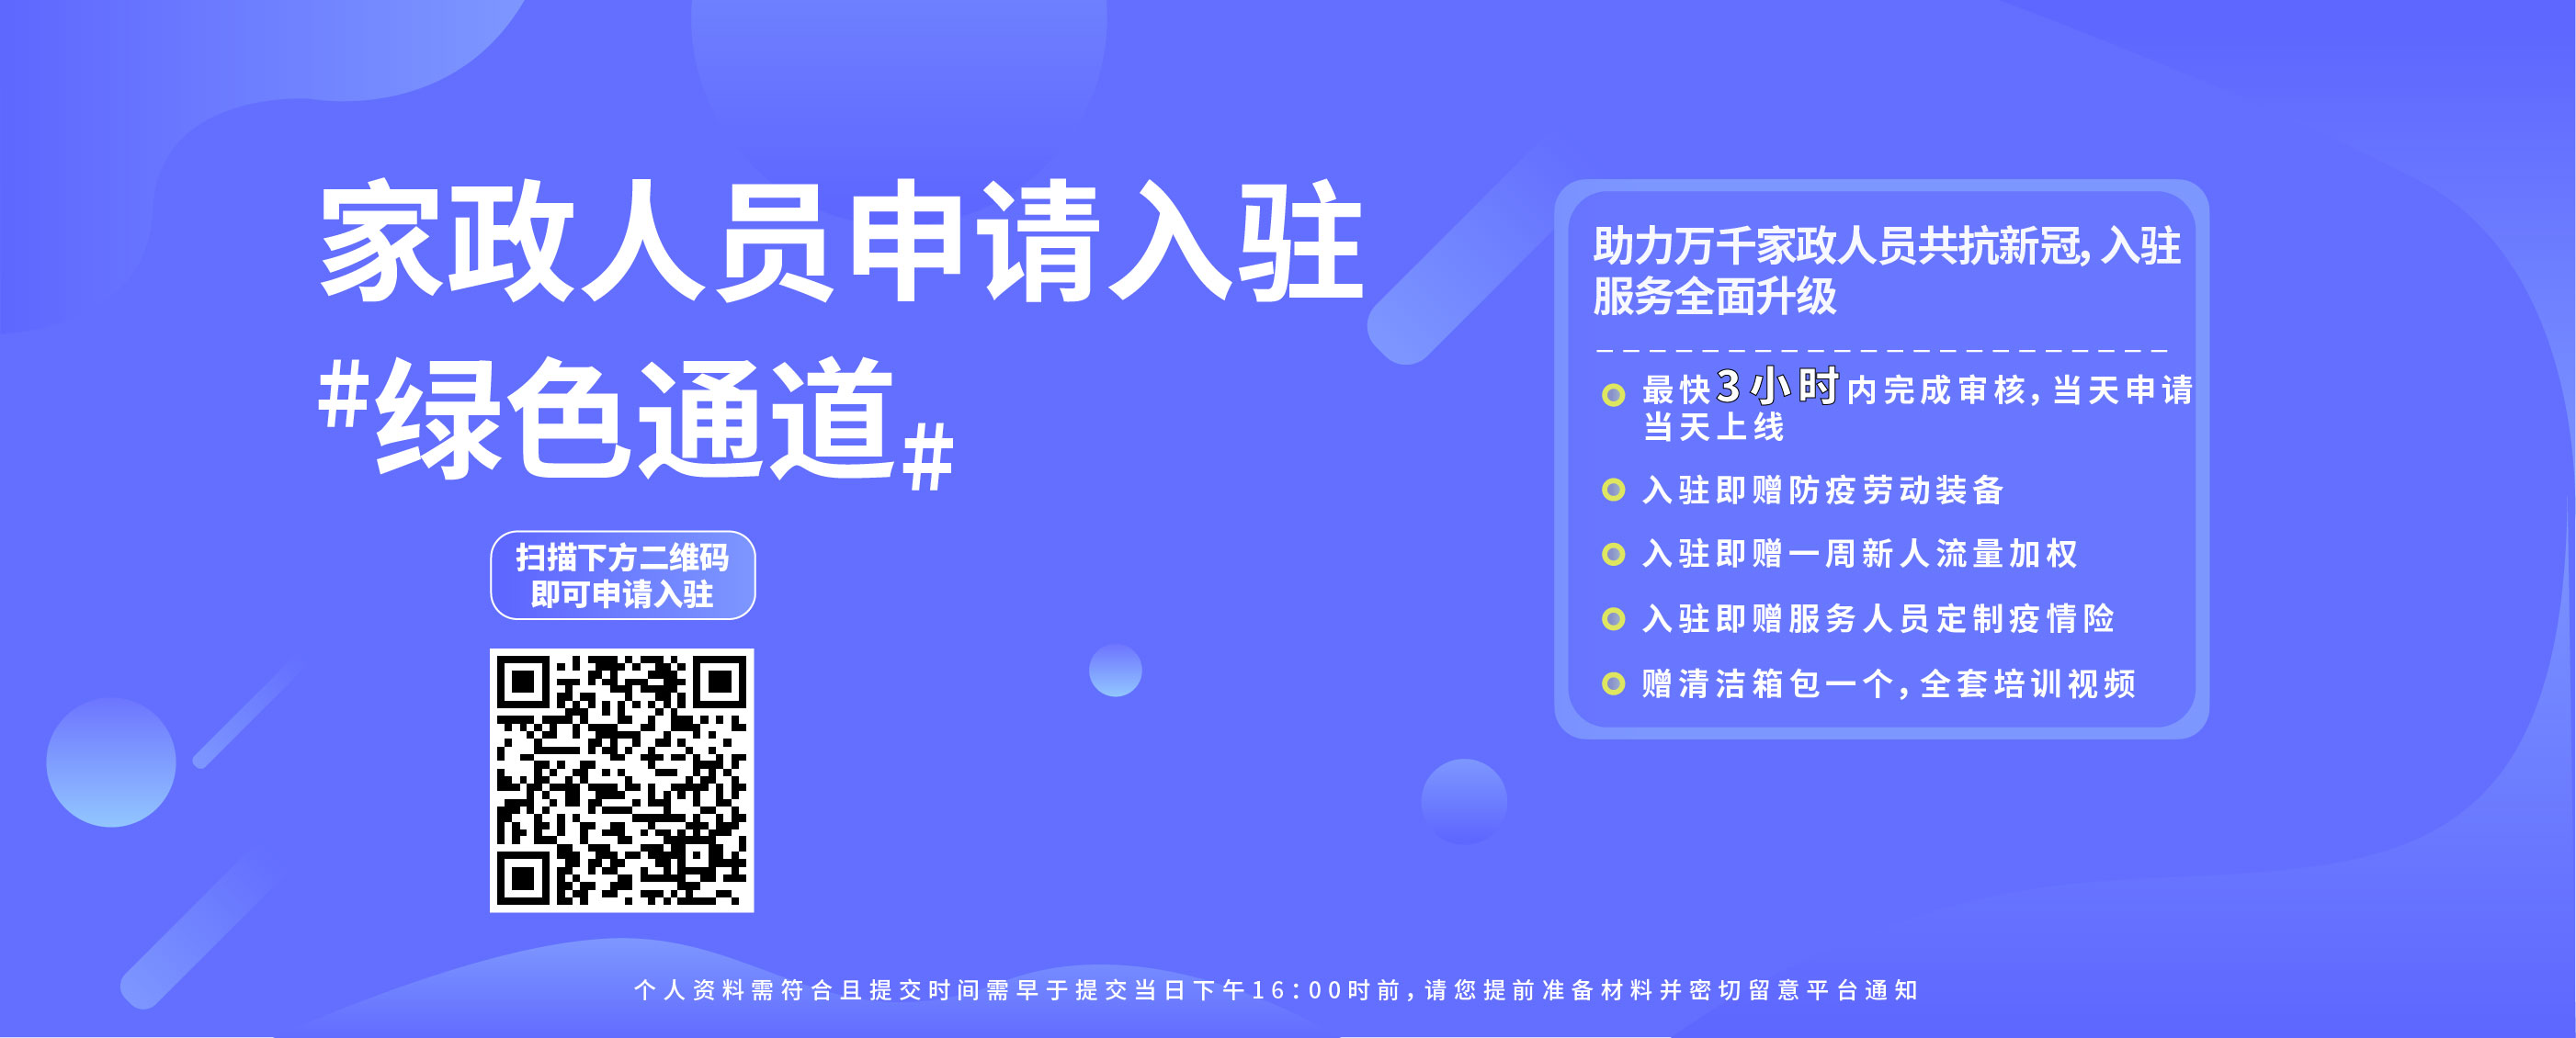 家政人员申请入驻
#绿色通道#
扫描下方二维码
即可申请入驻
助力万千家政人员共抗新冠，入驻
服务全面升级
最快3小时内完成审核，当天申请
当天上线
入驻即赠防疫劳动装备
入驻即赠一周新人流量加权
入驻即赠服务人员定制疫情险
赠清洁箱包一个，全套培训视频
个人资料需符合且提交时间需早于提交当日下午16：00时前，请您提前准备材料并密切留意平台通知